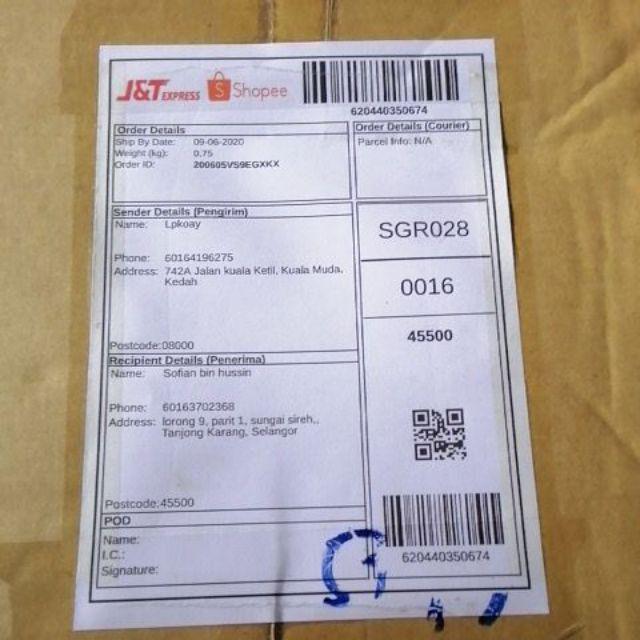 J&T EXPRESS Shopee
620440350674
Order Details
Ship By Date: 09-06-2020
Weight (kg): 0.75
Order ID: 200605VS9EGXKX
Order Details (Courier)
Parcel Info: N/A
Sender Details (Pengirim)
Name: Lpkoay
Phone: 60164196275
Address: 742A Jalan kuala Ketil, Kuala Muda,
Kedah
Postcode:08000
SGR028
0016
45500
Recipient Details (Penerima)
Name: Sofian bin hussin
Phone: 60163702368
Address: lorong 9, parit 1, sungai sireh,,
Tanjong Karang, Selangor
Postcode:45500
POD
Name:
I.C.:
Signature:
620440350674